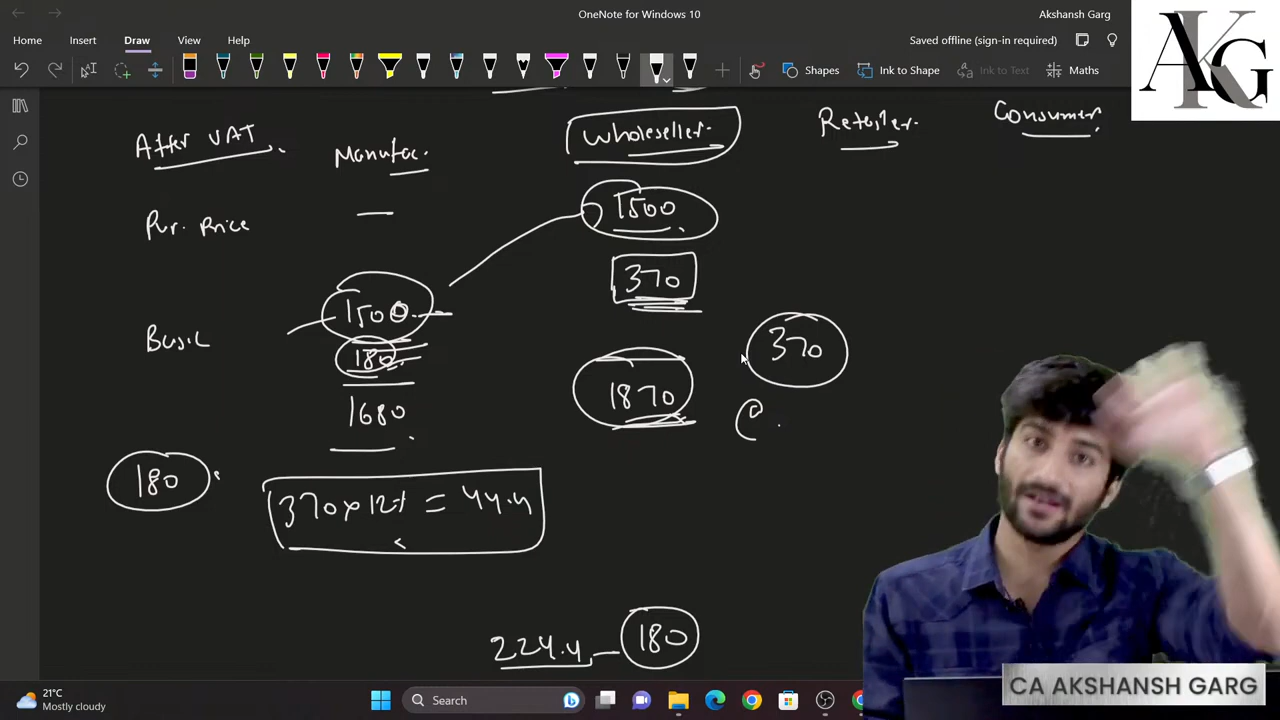 OneNote for Windows 10
Akshansh Garg
Home Insert Draw View Help
Saved offline (sign-in required)
Shapes
Ink to Shape
Ink to Text
Maths
AKG
After VAT
Manufac.
Wholeseller
Retailer
Consumer
Pur. Price
—
1500
370
Basic
1500
370
180
1870
1680
180
370 x 12% = 44.4
224.4 – 180
CA AKSHANSH GARG
21°C
Mostly cloudy
Search